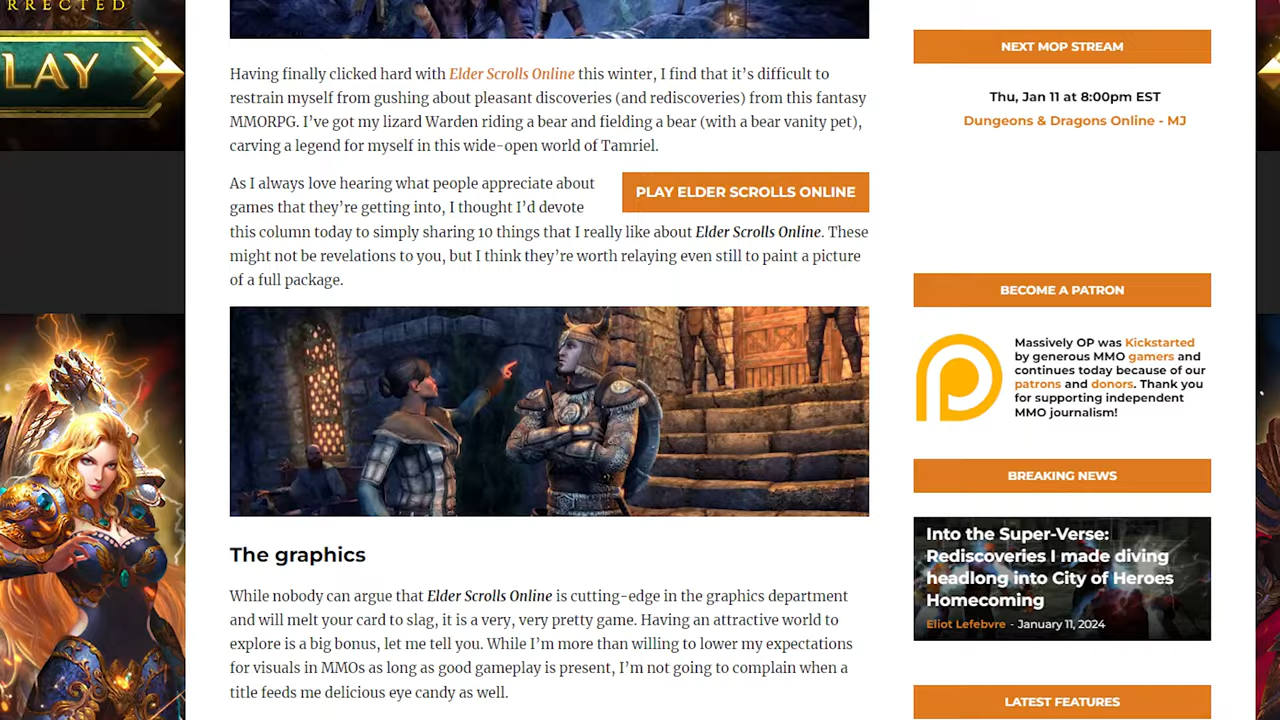 RRECTED
LAY
Having finally clicked hard with Elder Scrolls Online this winter, I find that it's difficult to
restrain myself from gushing about pleasant discoveries (and rediscoveries) from this fantasy
MMORPG. I've got my lizard Warden riding a bear and fielding a bear (with a bear vanity pet),
carving a legend for myself in this wide-open world of Tamriel.
As I always love hearing what people appreciate about
games that they're getting into, I thought I'd devote
PLAY ELDER SCROLLS ONLINE
this column today to simply sharing 10 things that I really like about Elder Scrolls Online. These
might not be revelations to you, but I think they're worth relaying even still to paint a picture
of a full package.
The graphics
While nobody can argue that Elder Scrolls Online is cutting-edge in the graphics department
and will melt your card to slag, it is a very, very pretty game. Having an attractive world to
explore is a big bonus, let me tell you. While I'm more than willing to lower my expectations
for visuals in MMOs as long as good gameplay is present, I'm not going to complain when a
title feeds me delicious eye candy as well.
NEXT MOP STREAM
Thu, Jan 11 at 8:00pm EST
Dungeons & Dragons Online - MJ
BECOME A PATRON
Massively OP was Kickstarted
by generous MMO gamers and
continues today because of our
patrons and donors. Thank you
for supporting independent
MMO journalism!
BREAKING NEWS
Into the Super-Verse:
Rediscoveries I made diving
headlong into City of Heroes
Homecoming
Eliot Lefebvre - January 11, 2024
LATEST FEATURES